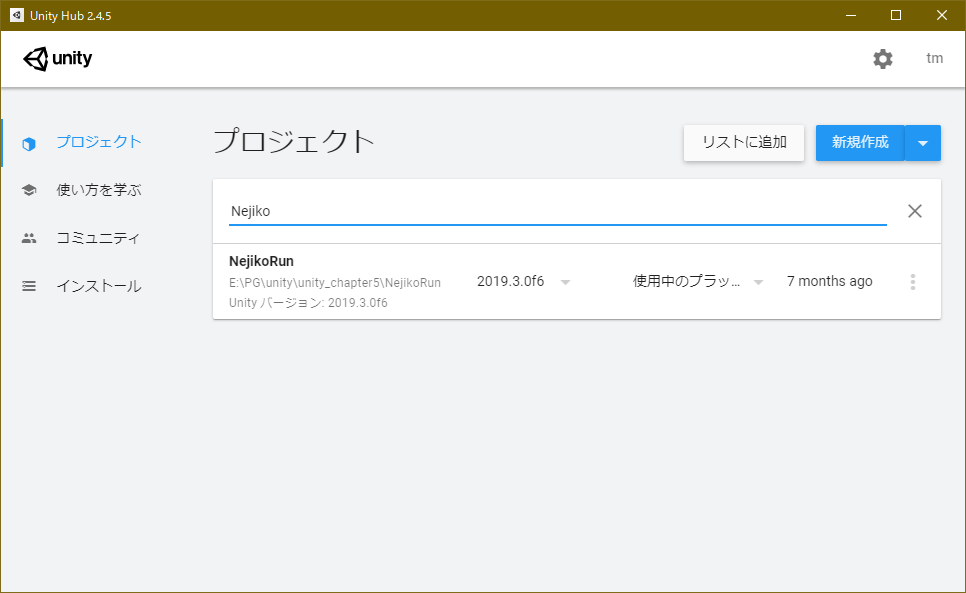 Unity Hub 2.4.5
unity
tm
プロジェクト
使い方を学ぶ
コミュニティ
インストール
プロジェクト
リストに追加
新規作成
Nejiko
NejikoRun
E:\PG\unity\unity_chapter5\NejikoRun
Unity バージョン: 2019.3.0f6
2019.3.0f6
使用中のプラッ...
7 months ago